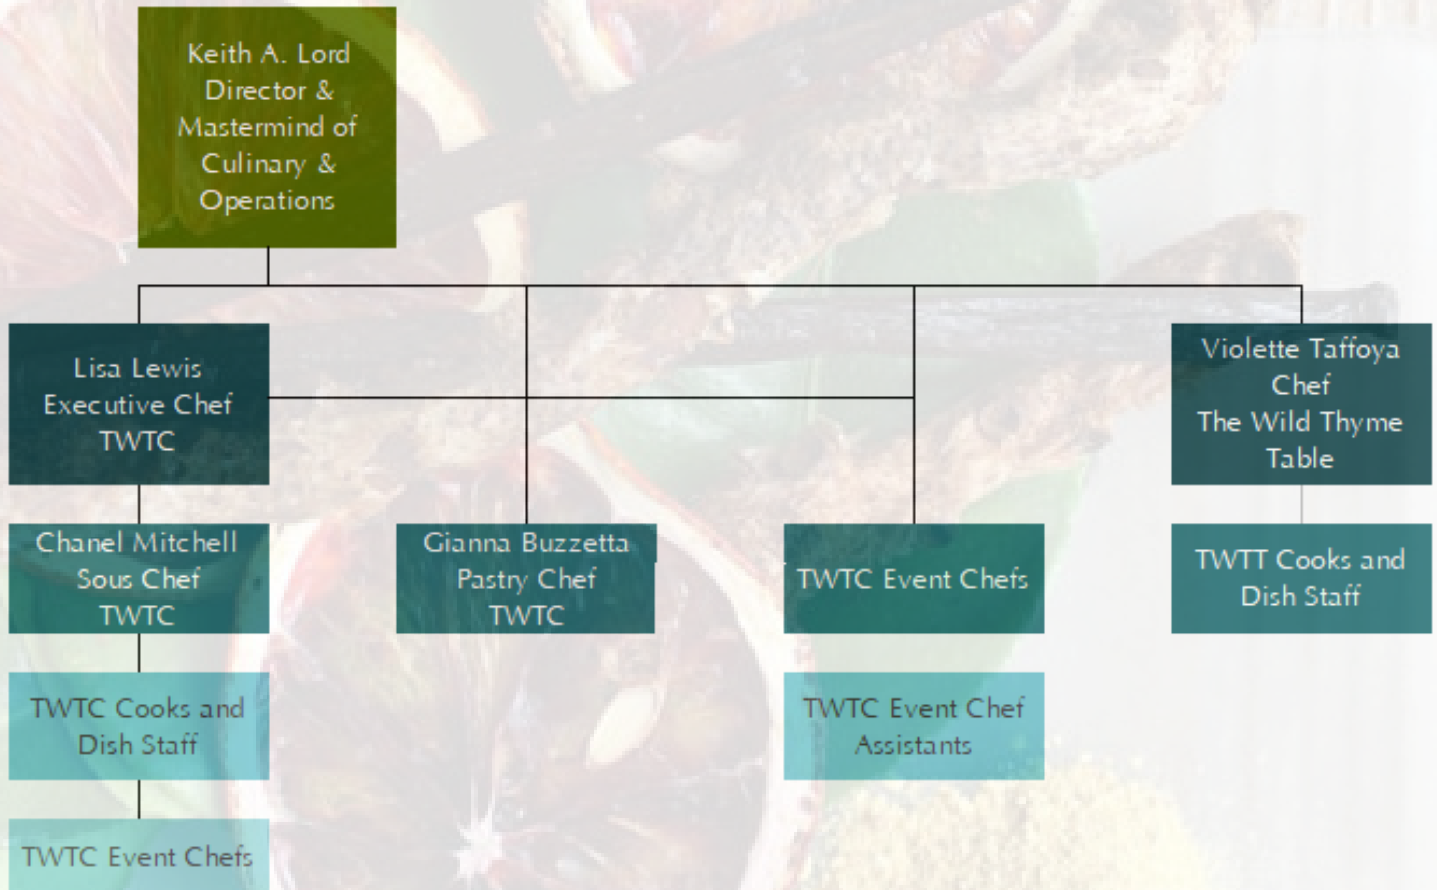 Keith A. Lord
Director &
Mastermind of
Culinary &
Operations
Lisa Lewis
Executive Chef
TWTC
Violette Taffoya
Chef
The Wild Thyme
Table
Chanel Mitchell
Sous Chef
TWTC
Gianna Buzzetta
Pastry Chef
TWTC
TWTC Event Chefs
TWTT Cooks and
Dish Staff
TWTC Cooks and
Dish Staff
TWTC Event Chef
Assistants
TWTC Event Chefs